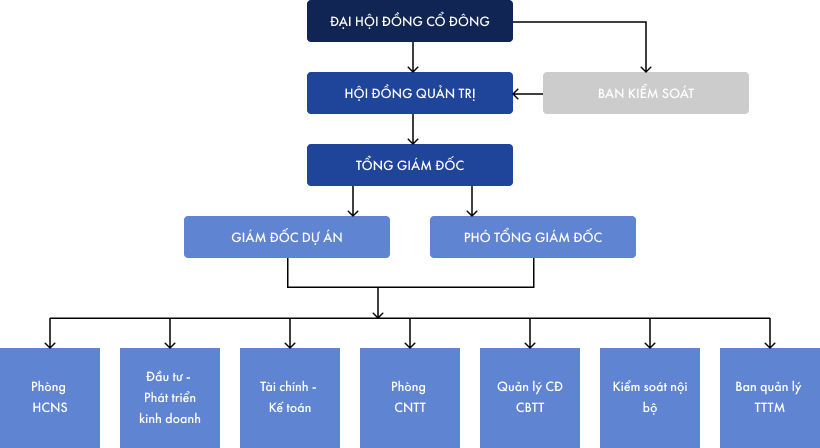 ĐẠI HỘI ĐỒNG CỔ ĐÔNG
HỘI ĐỒNG QUẢN TRỊ
BAN KIỂM SOÁT
TỔNG GIÁM ĐỐC
GIÁM ĐỐC DỰ ÁN
PHÓ TỔNG GIÁM ĐỐC
Phòng
HCNS
Đầu tư -
Phát triển
kinh doanh
Tài chính -
Kế toán
Phòng
CNTT
Quản lý CĐ
CBTT
Kiểm soát nội
bộ
Ban quản lý
TTTM